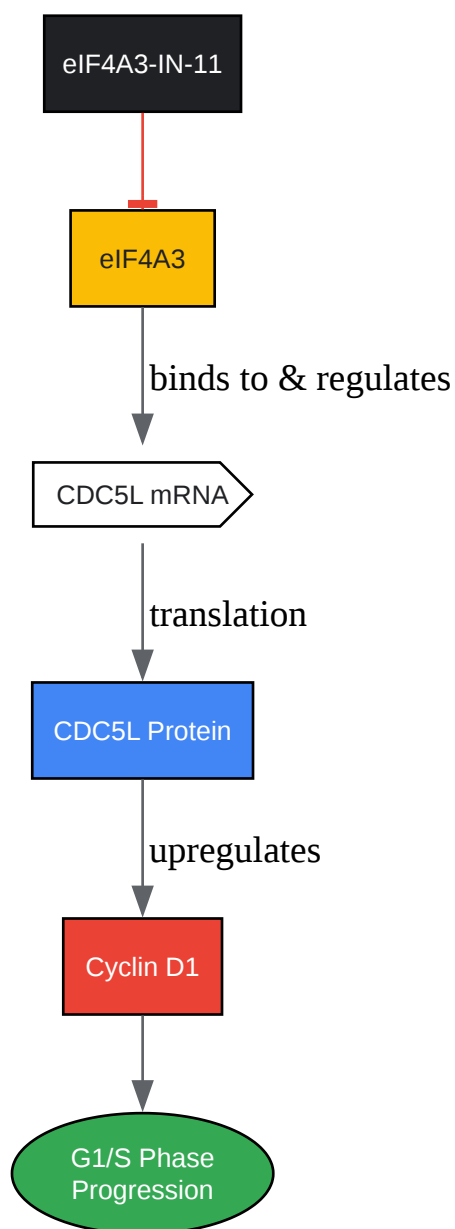 eIF4A3-IN-11
eIF4A3
binds to & regulates
CDC5L mRNA
translation
CDC5L Protein
upregulates
Cyclin D1
G1/S Phase
Progression